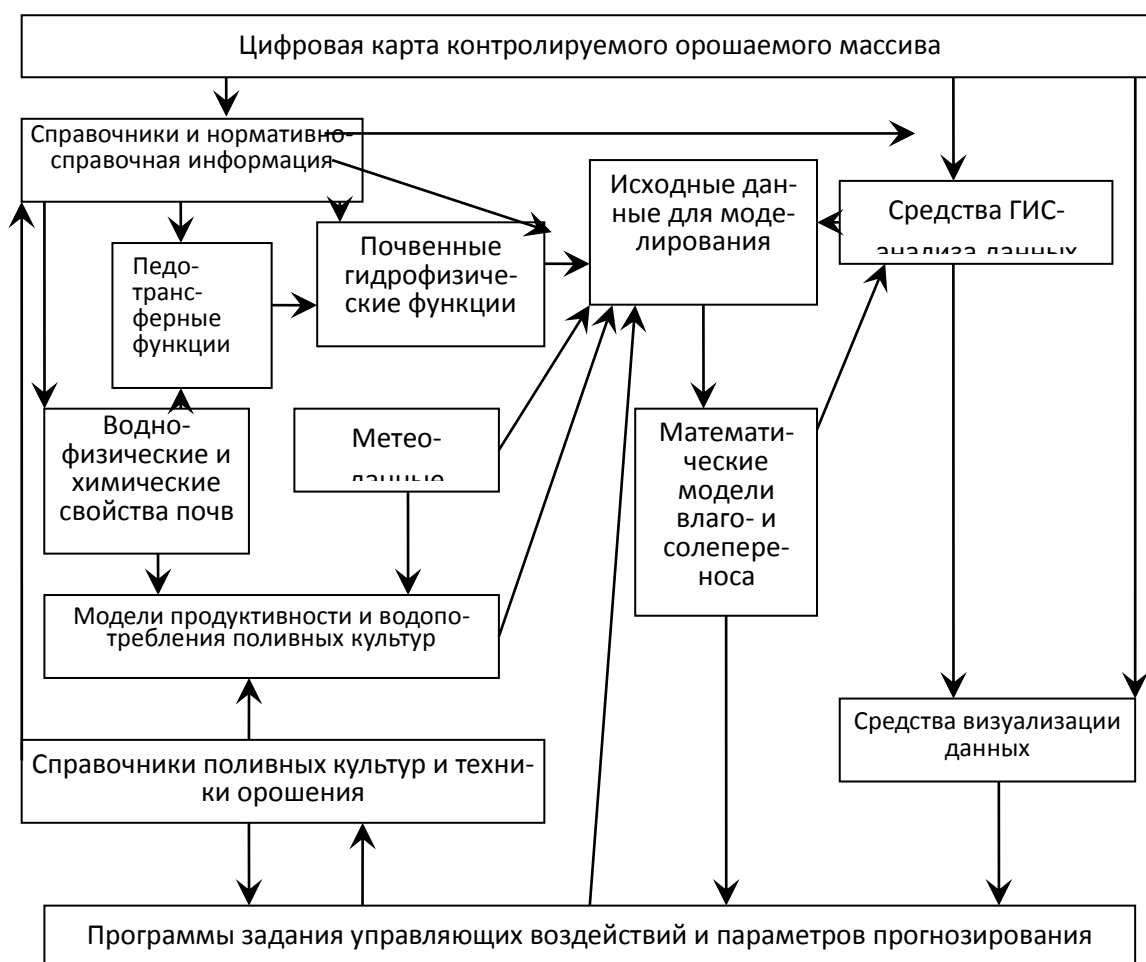 Цифровая карта контролируемого орошаемого массива
Справочники и нормативно-
справочная информация
Исходные дан-
ные для моде-
лирования
Средства ГИС-
анализа данных
Почвенные
гидрофизиче-
ские функции
Педо-
транс-
ферные
функции
Водно-
физические и
химические
свойства почв
Метео-
данные
Математи-
ческие
модели
влаго- и
солепере-
носа
Модели продуктивности и водопо-
требления поливных культур
Средства визуализации
данных
Справочники поливных культур и техни-
ки орошения
Программы задания управляющих воздействий и параметров прогнозирования